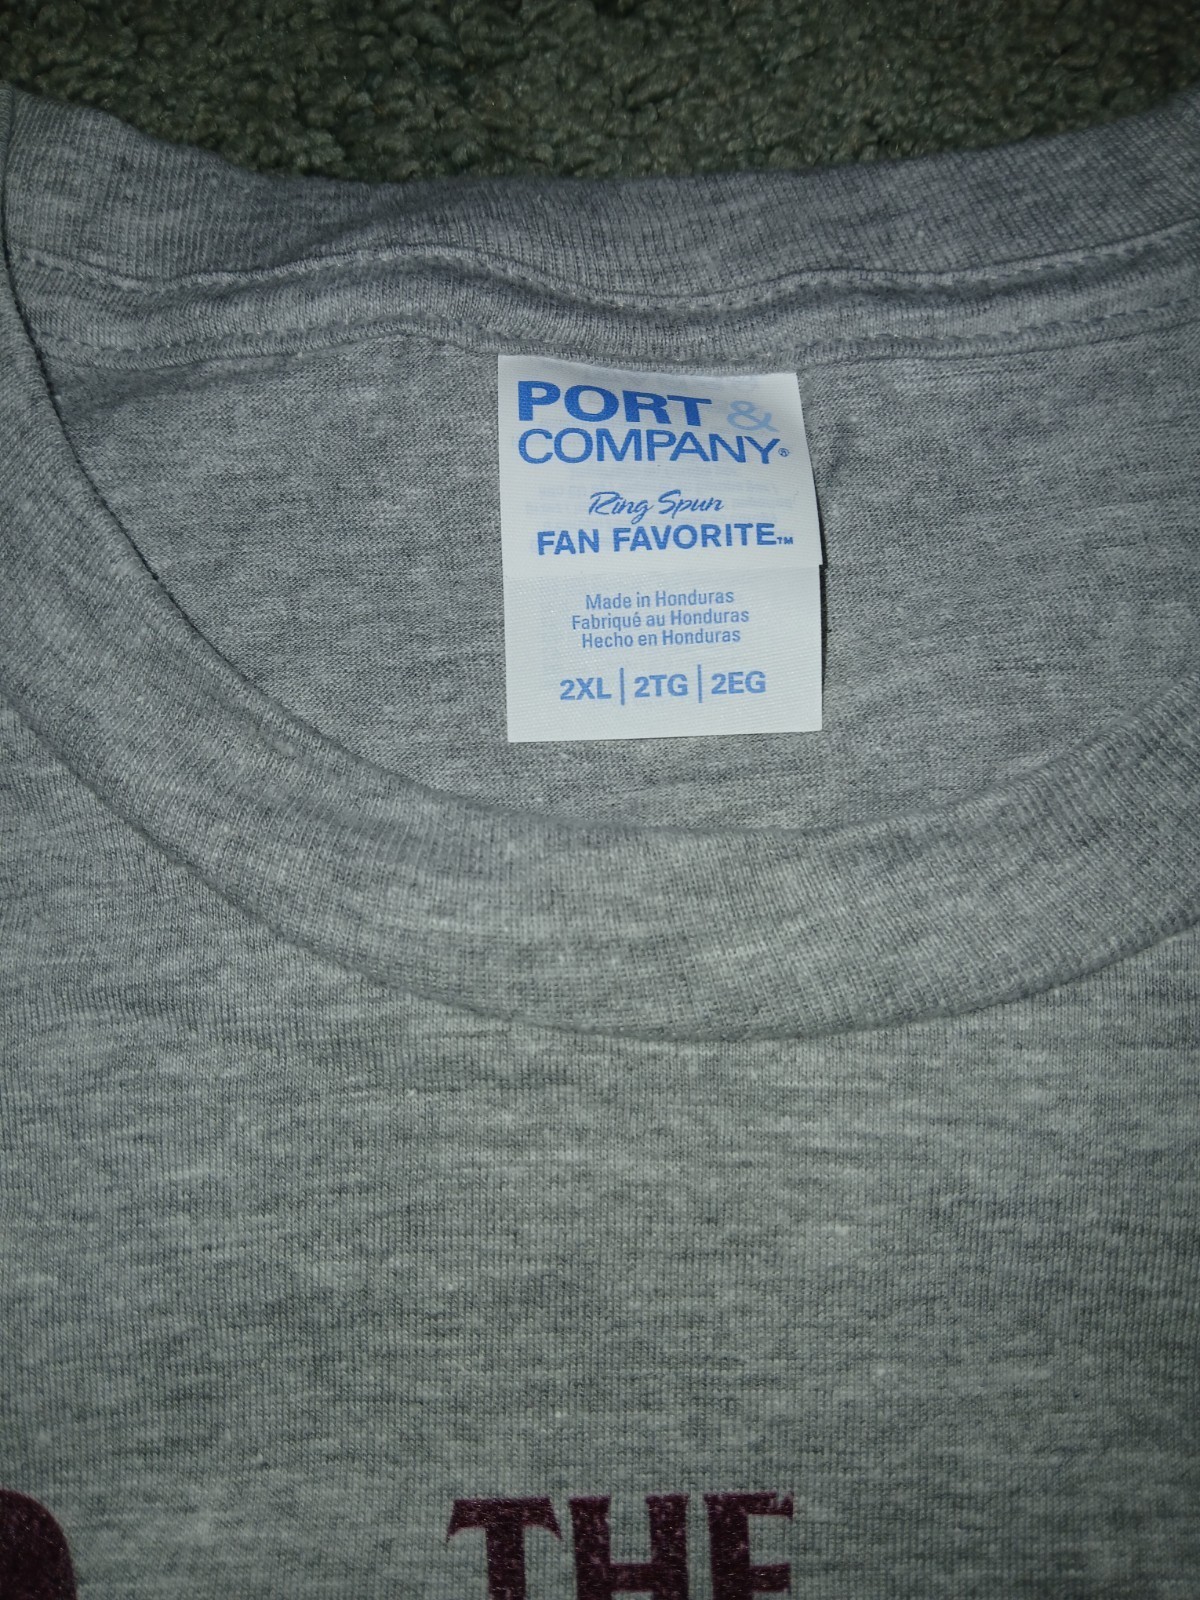 PORT &
COMPANY®
Ring Spun
FAN FAVORITE™
Made in Honduras
Fabriqué au Honduras
Hecho en Honduras
2XL | 2TG | 2EG
THE